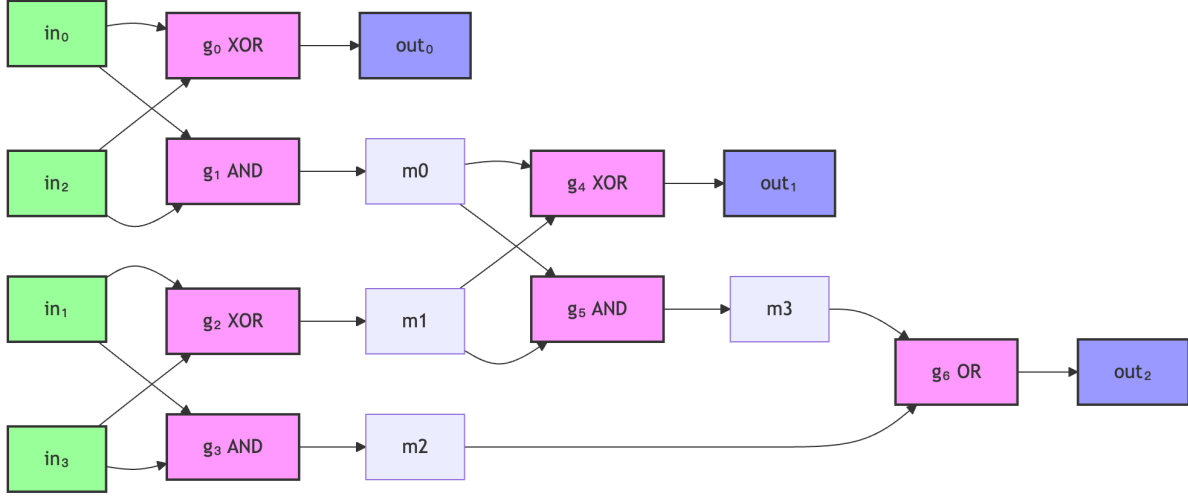 in₀
g₀ XOR
out₀
in₂
g₁ AND
m0
g₄ XOR
out₁
in₁
g₂ XOR
m1
g₅ AND
m3
g₆ OR
out₂
in₃
g₃ AND
m2